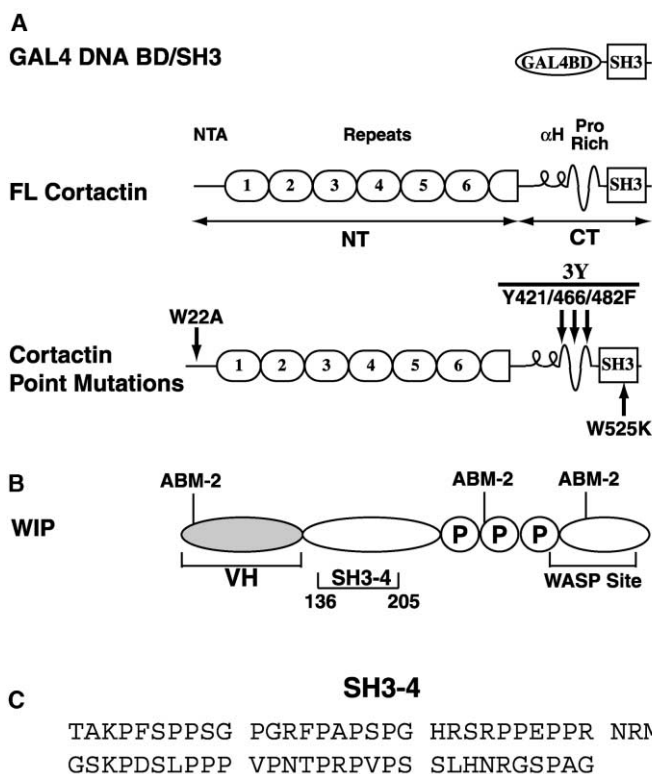 A
GAL4 DNA BD/SH3
GAL4BD
SH3
NTA
Repeats
αH
Pro
Rich
FL Cortactin
1 2 3 4 5 6
SH3
NT
CT
3Y
Y421/466/482F
W22A
Cortactin
Point Mutations
1 2 3 4 5 6
SH3
W525K
B
ABM-2 ABM-2 ABM-2
WIP
P P P
VH
SH3-4
136 205
WASP Site
C
SH3-4
TAKPFSPPSG PGRFPAPSPG HRSRPPEPPR NRM
GSKPDSLPPP VPNTPRPVPS SLHNRGSPAG